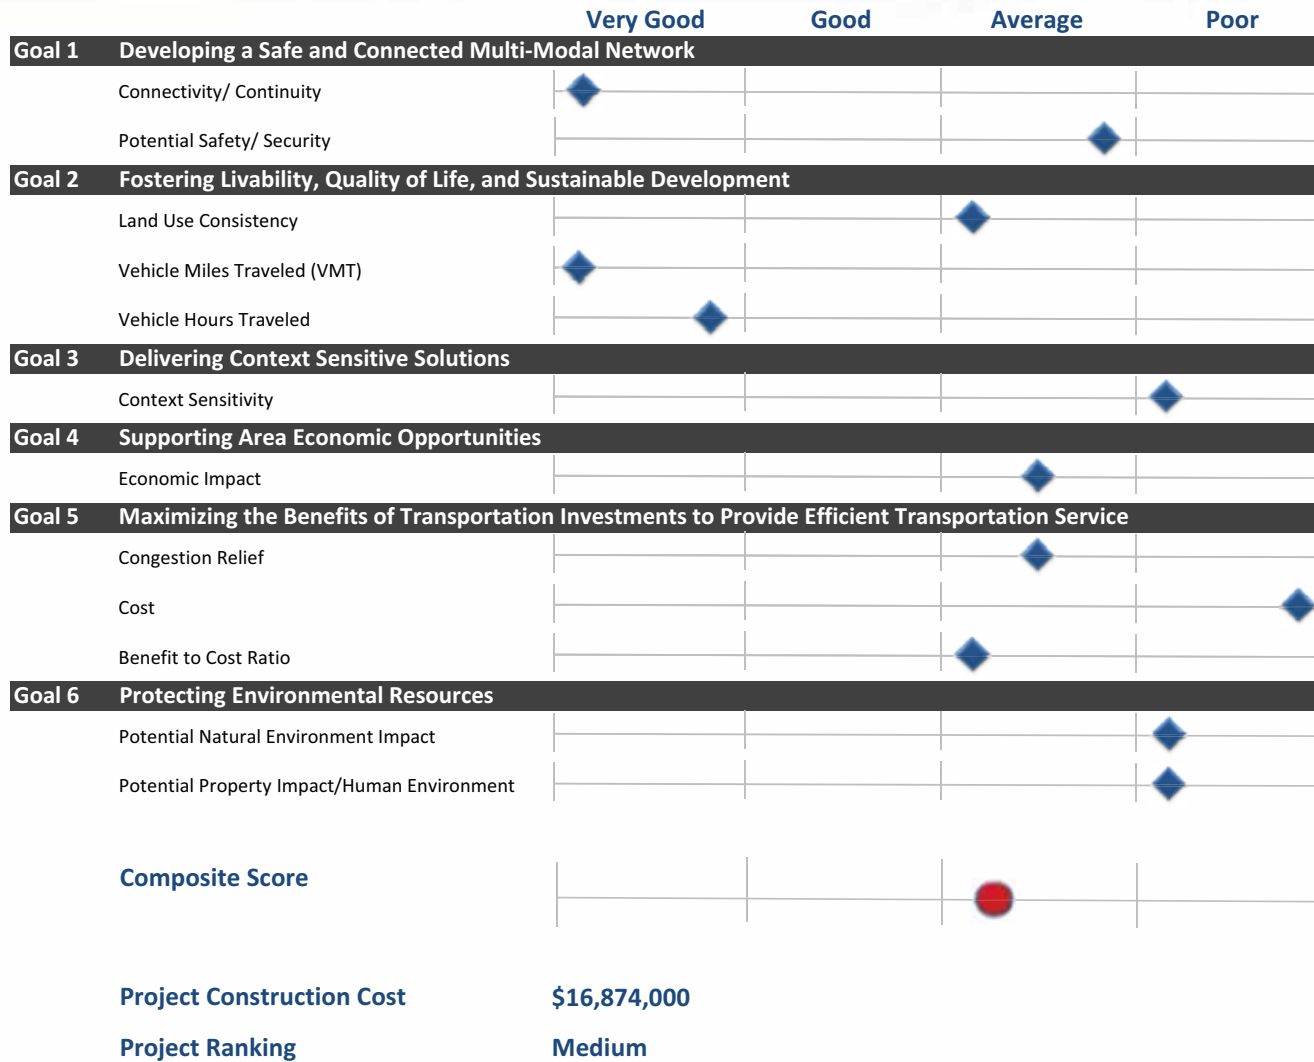 Very Good Good Average Poor
Goal 1 Developing a Safe and Connected Multi-Modal Network
Connectivity/ Continuity
Potential Safety/ Security
Goal 2 Fostering Livability, Quality of Life, and Sustainable Development
Land Use Consistency
Vehicle Miles Traveled (VMT)
Vehicle Hours Traveled
Goal 3 Delivering Context Sensitive Solutions
Context Sensitivity
Goal 4 Supporting Area Economic Opportunities
Economic Impact
Goal 5 Maximizing the Benefits of Transportation Investments to Provide Efficient Transportation Service
Congestion Relief
Cost
Benefit to Cost Ratio
Goal 6 Protecting Environmental Resources
Potential Natural Environment Impact
Potential Property Impact/Human Environment
Composite Score
Project Construction Cost $16,874,000
Project Ranking Medium